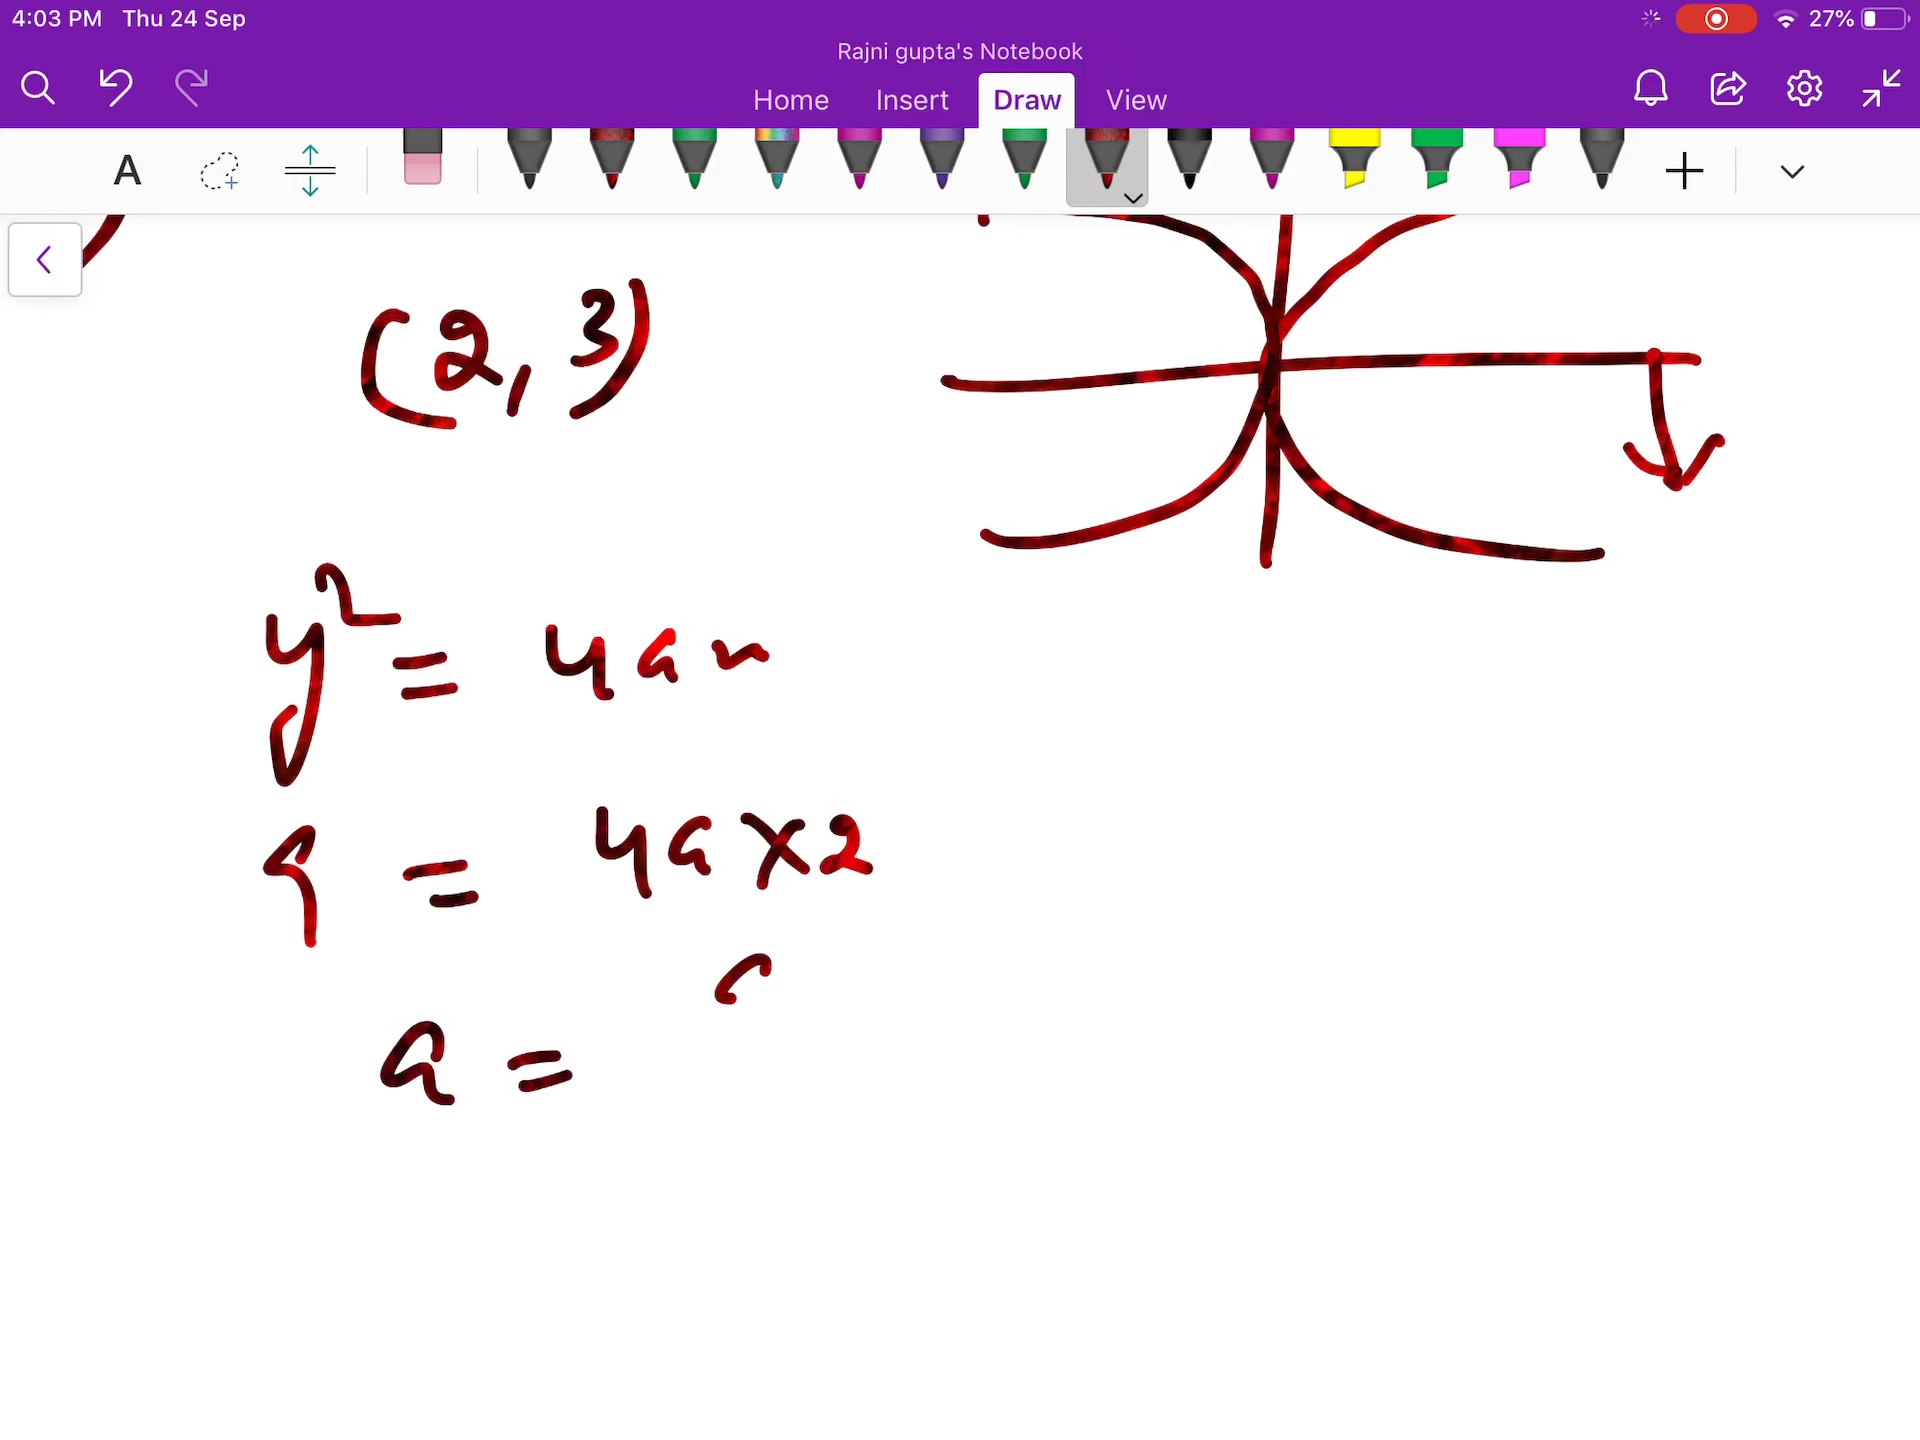 4:03 PM Thu 24 Sep
27%
Rajni gupta's Notebook
Home Insert Draw View
A
(2, 3)
y² = 4ax
9 = 4a×2
a =